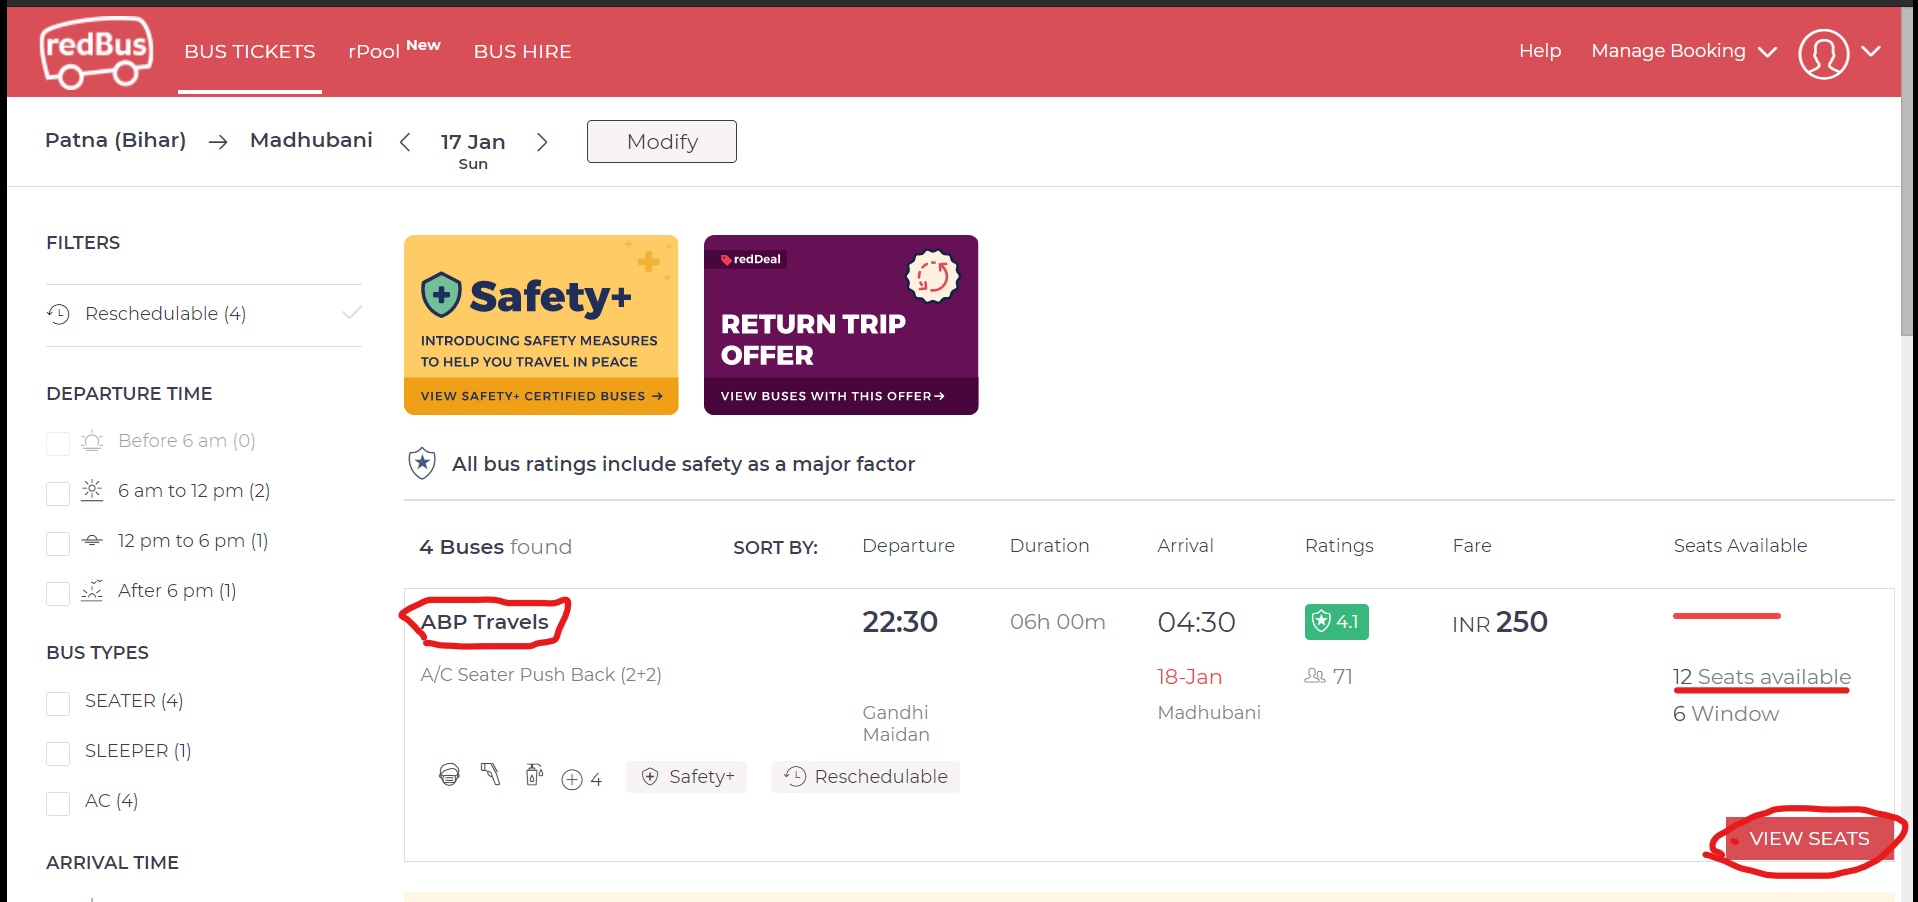 redBus
BUS TICKETS rPool New BUS HIRE Help Manage Booking
Patna (Bihar) → Madhubani < 17 Jan > Modify
Sun
FILTERS
Reschedulable (4)
DEPARTURE TIME
Before 6 am (0)
6 am to 12 pm (2)
12 pm to 6 pm (1)
After 6 pm (1)
BUS TYPES
SEATER (4)
SLEEPER (1)
AC (4)
ARRIVAL TIME
Safety+
INTRODUCING SAFETY MEASURES
TO HELP YOU TRAVEL IN PEACE
VIEW SAFETY+ CERTIFIED BUSES →
redDeal
RETURN TRIP
OFFER
VIEW BUSES WITH THIS OFFER→
All bus ratings include safety as a major factor
4 Buses found SORT BY: Departure Duration Arrival Ratings Fare Seats Available
ABP Travels 22:30 06h 00m 04:30 4.1 INR 250
A/C Seater Push Back (2+2) 18-Jan 71 12 Seats available
Gandhi Madhubani 6 Window
Maidan
4 Safety+ Reschedulable
VIEW SEATS